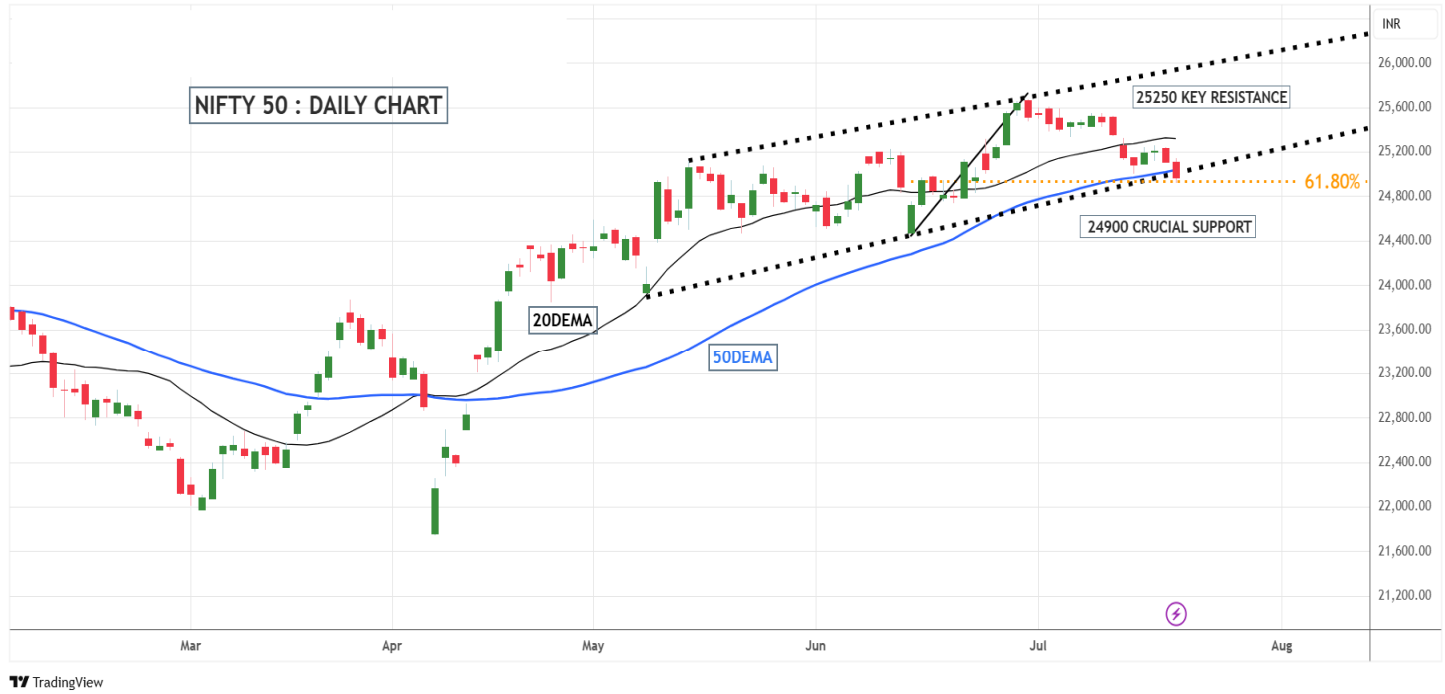 INR
26,000.00
NIFTY 50 : DAILY CHART
25250 KEY RESISTANCE
25,600.00
25,200.00
61.80%
24,800.00
24900 CRUCIAL SUPPORT
24,400.00
24,000.00
20DEMA
23,600.00
50DEMA
23,200.00
22,800.00
22,400.00
22,000.00
21,600.00
21,200.00
Mar Apr May Jun Jul Aug
TradingView